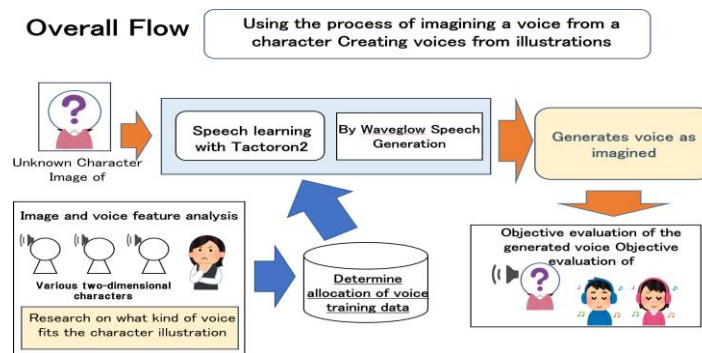 Overall Flow
Using the process of imagining a voice from a
character Creating voices from illustrations
?
Unknown Character
Image of
Speech learning
with Tactoron2
By Waveglow Speech
Generation
Generates voice as
imagined
Image and voice feature analysis
Various two-dimensional
characters
Research on what kind of voice
fits the character illustration
Determine
allocation of voice
training data
Objective evaluation of the
generated voice Objective
evaluation of
?